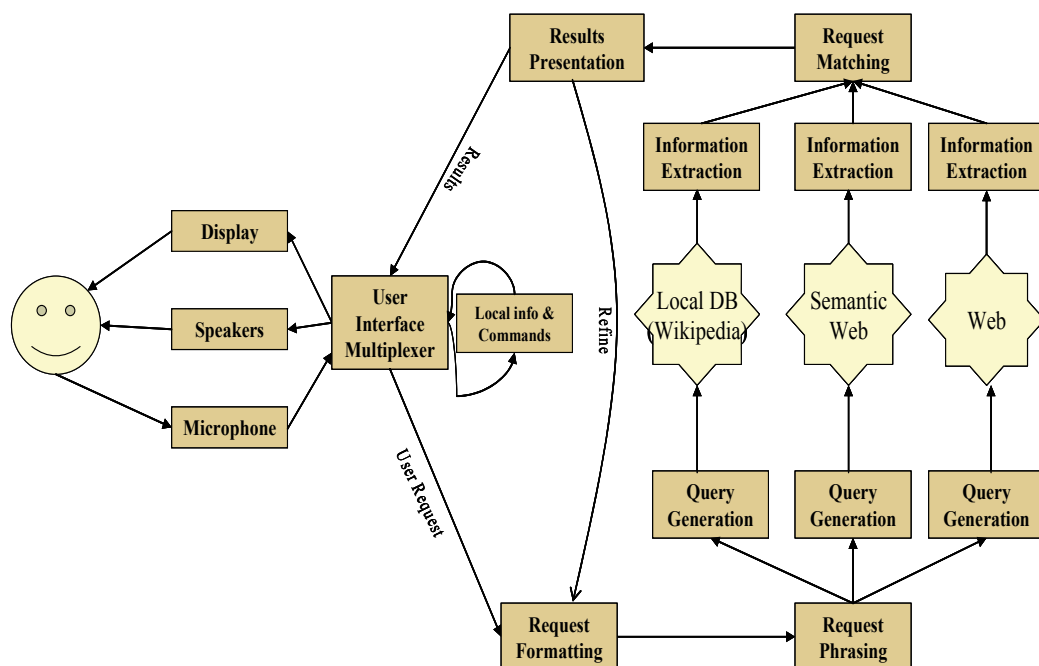 Results
Presentation
Request
Matching
Information
Extraction
Information
Extraction
Information
Extraction
Results
Display
User
Interface
Multiplexer
Local info &
Commands
Speakers
Microphone
Local DB
(Wikipedia)
Semantic
Web
Web
Refine
User Request
Query
Generation
Query
Generation
Query
Generation
Request
Formatting
Request
Phrasing